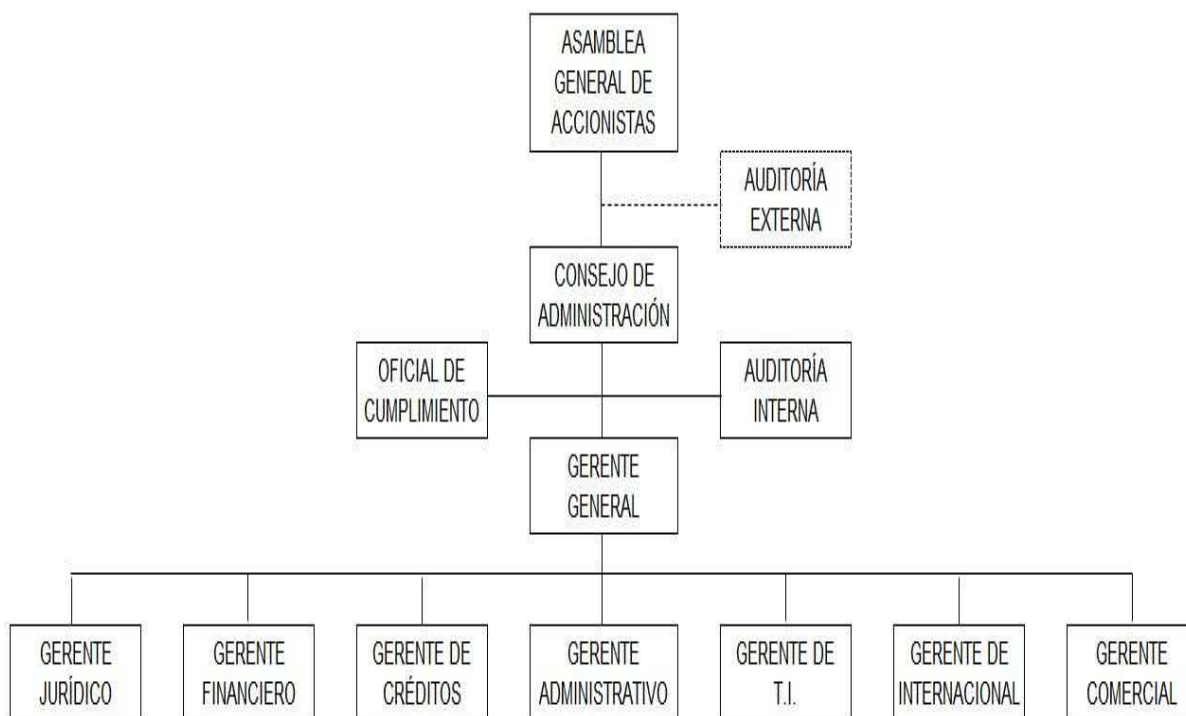 ASAMBLEA
GENERAL DE
ACCIONISTAS
AUDITORÍA
EXTERNA
CONSEJO DE
ADMINISTRACIÓN
OFICIAL DE
CUMPLIMIENTO
AUDITORÍA
INTERNA
GERENTE
GENERAL
GERENTE
JURÍDICO
GERENTE
FINANCIERO
GERENTE DE
CRÉDITOS
GERENTE
ADMINISTRATIVO
GERENTE DE
T.I.
GERENTE DE
INTERNACIONAL
GERENTE
COMERCIAL